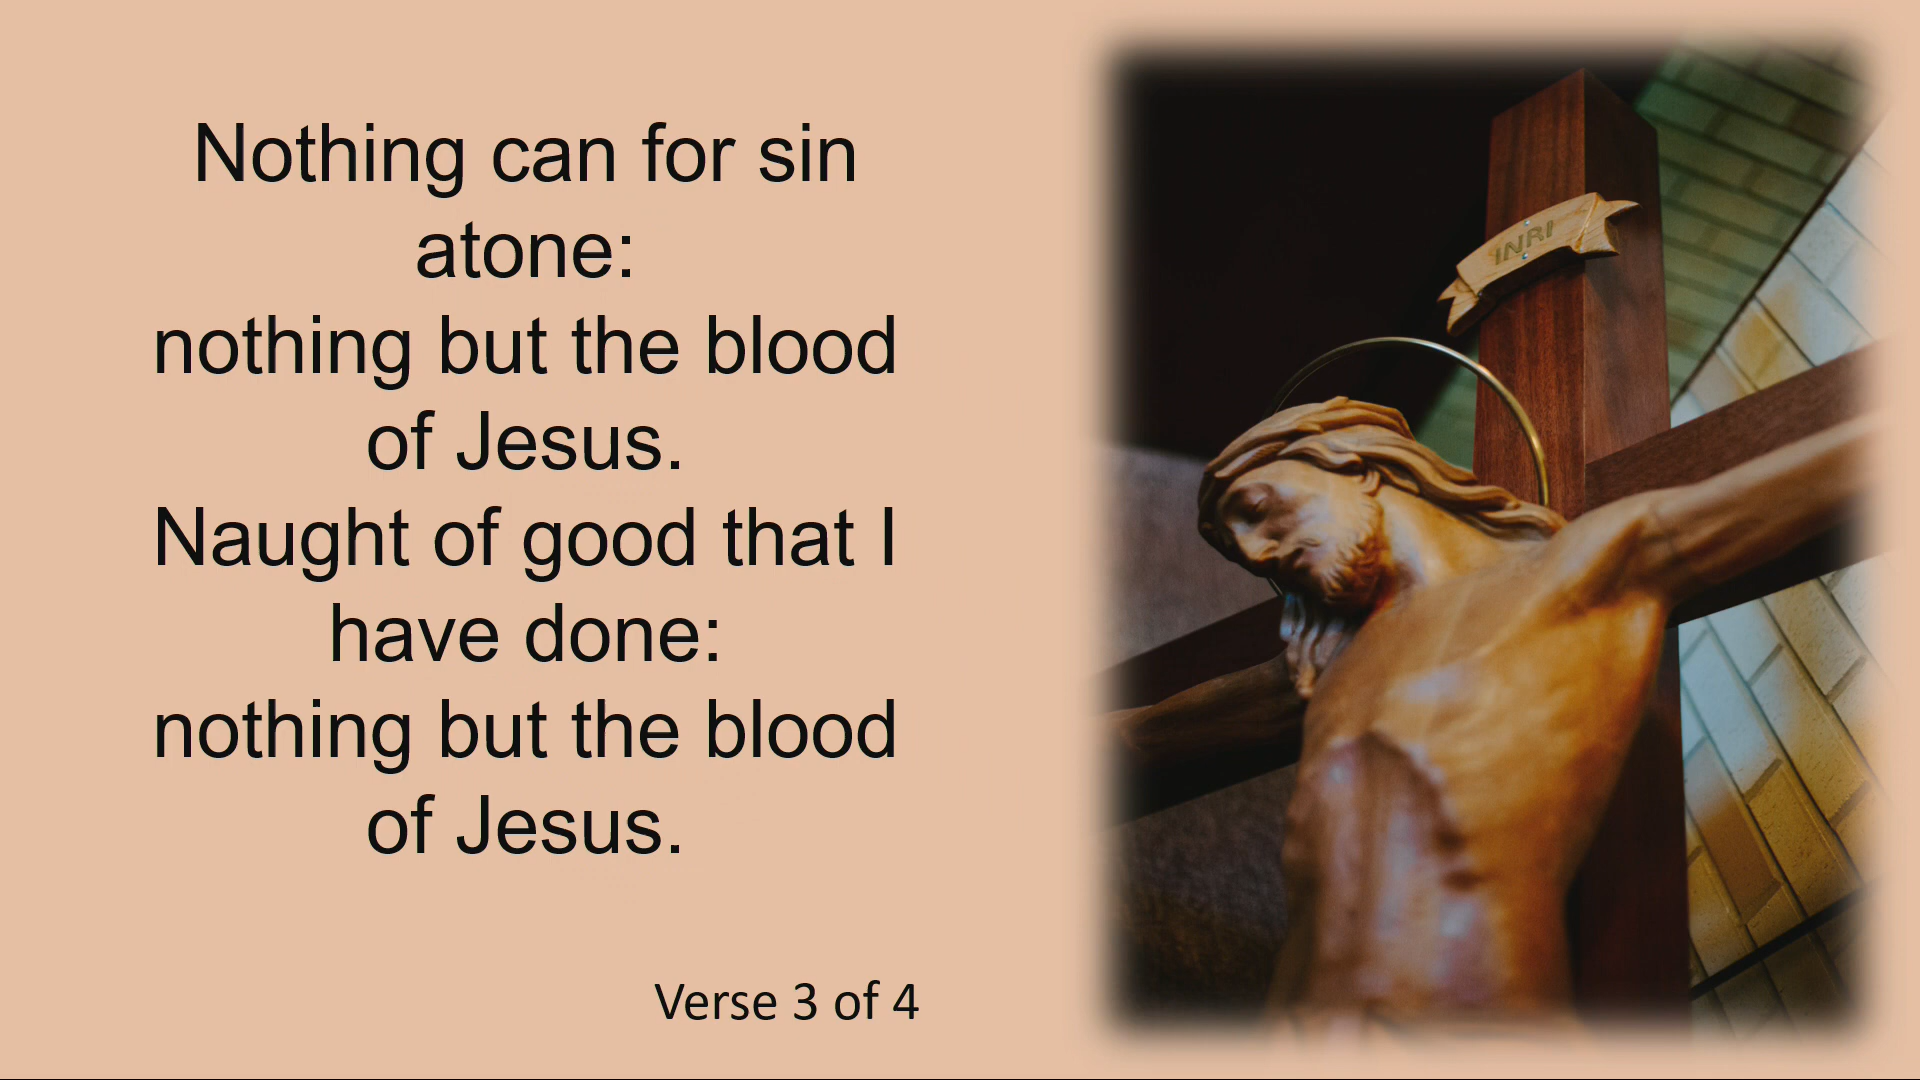 Nothing can for sin
atone:
nothing but the blood
of Jesus.
Naught of good that I
have done:
nothing but the blood
of Jesus.
Verse 3 of 4
INRI